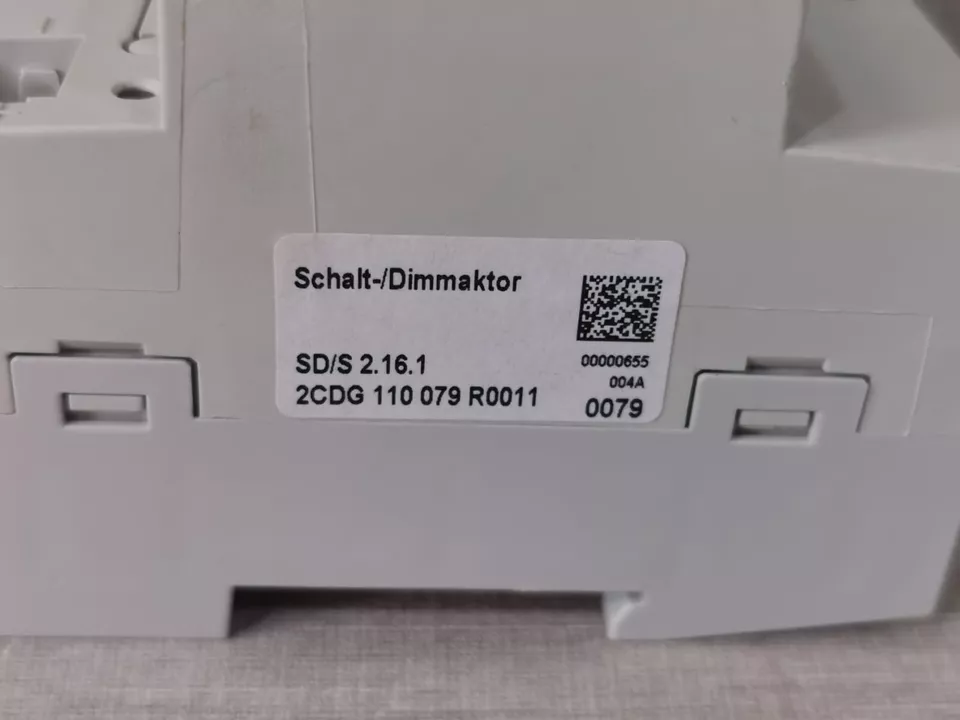 Schalt-/Dimmaktor
SD/S 2.16.1
2CDG 110 079 R0011
00000655
004A
0079